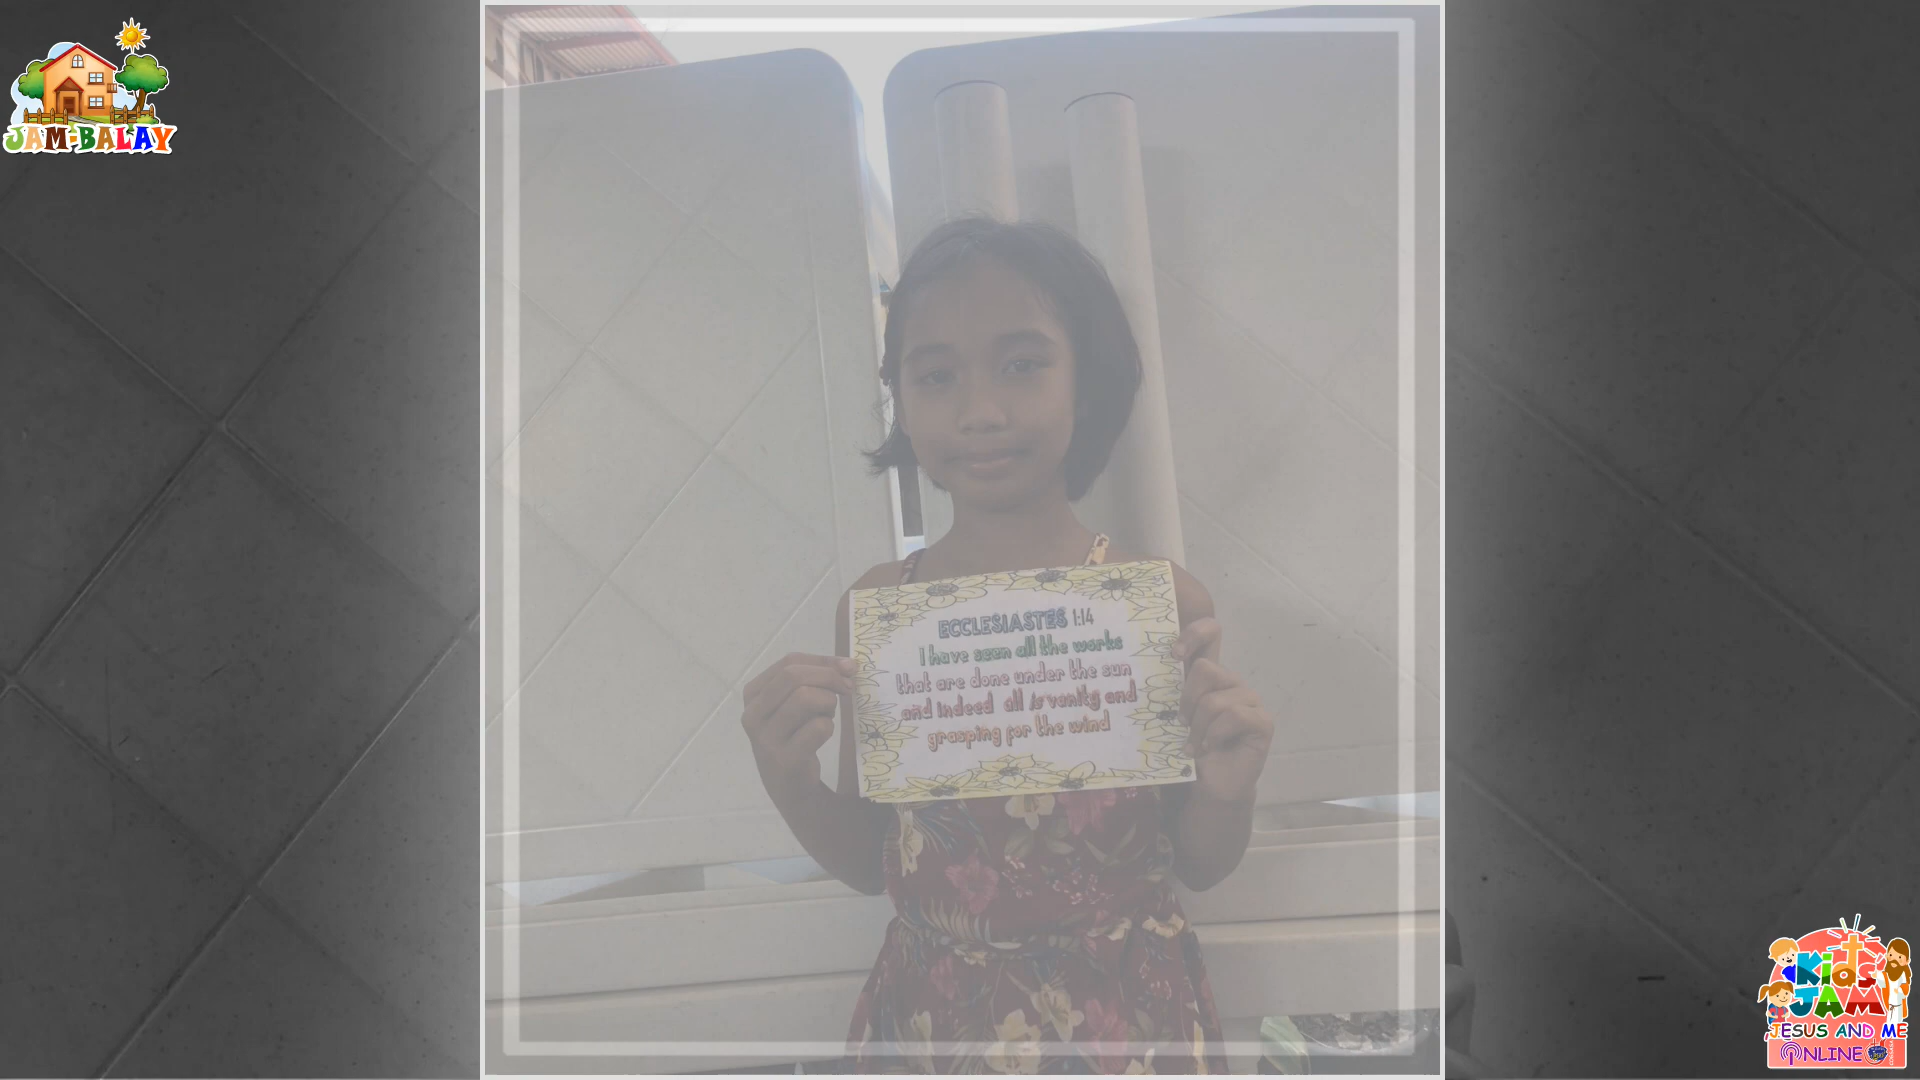 JAM-BALAY
ECCLESIASTES 1:14
I have seen all the works
that are done under the sun
and indeed all is vanity and
grasping for the wind
Kids'
JAM
JESUS AND ME
ONLINE